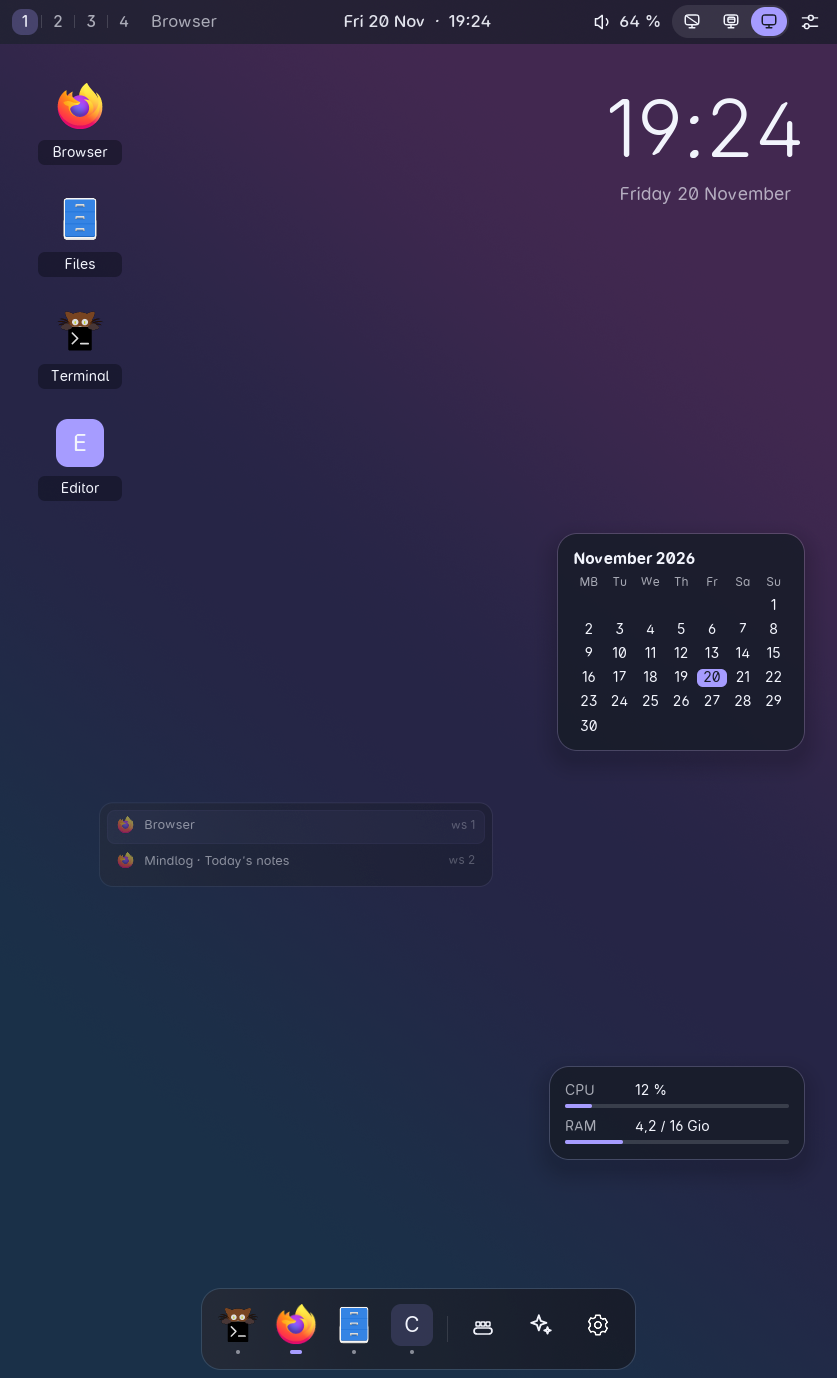 1 2 3 4 Browser Fri 20 Nov · 19:24 64 %
Browser
Files
Terminal
E
Editor
19:24
Friday 20 November
November 2026
MB Tu We Th Fr Sa Su
1
2 3 4 5 6 7 8
9 10 11 12 13 14 15
16 17 18 19 20 21 22
23 24 25 26 27 28 29
30
Browser ws 1
Mindlog · Today's notes ws 2
CPU 12 %
RAM 4,2 / 16 Gio
C